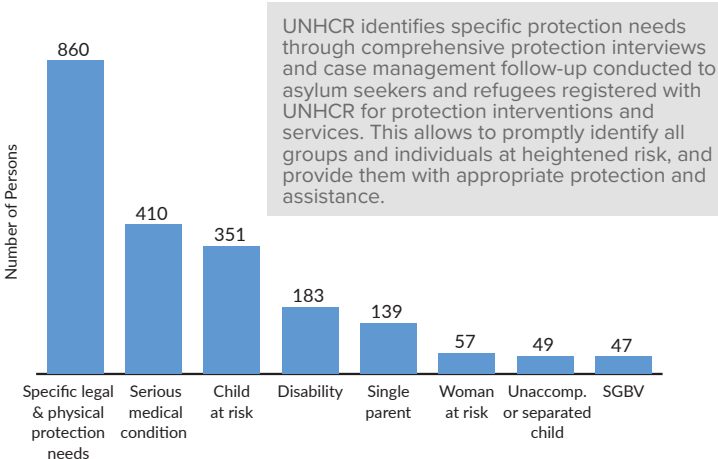 UNHCR identifies specific protection needs
through comprehensive protection interviews
and case management follow-up conducted to
asylum seekers and refugees registered with
UNHCR for protection interventions and
services. This allows to promptly identify all
groups and individuals at heightened risk, and
provide them with appropriate protection and
assistance.
Number of Persons
860
410
351
183
139
57
49
47
Specific legal
& physical
protection
needs
Serious
medical
condition
Child
at risk
Disability
Single
parent
Woman
at risk
Unaccomp.
or separated
child
SGBV